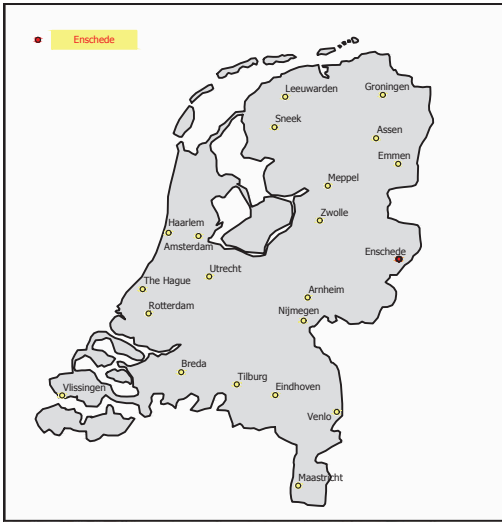 Enschede
Leeuwarden
Groningen
Sneek
Assen
Emmen
Meppel
Zwolle
Haarlem
Amsterdam
Enschede
Utrecht
The Hague
Arnheim
Rotterdam
Nijmegen
Breda
Tilburg
Vlissingen
Eindhoven
Venlo
Maastricht